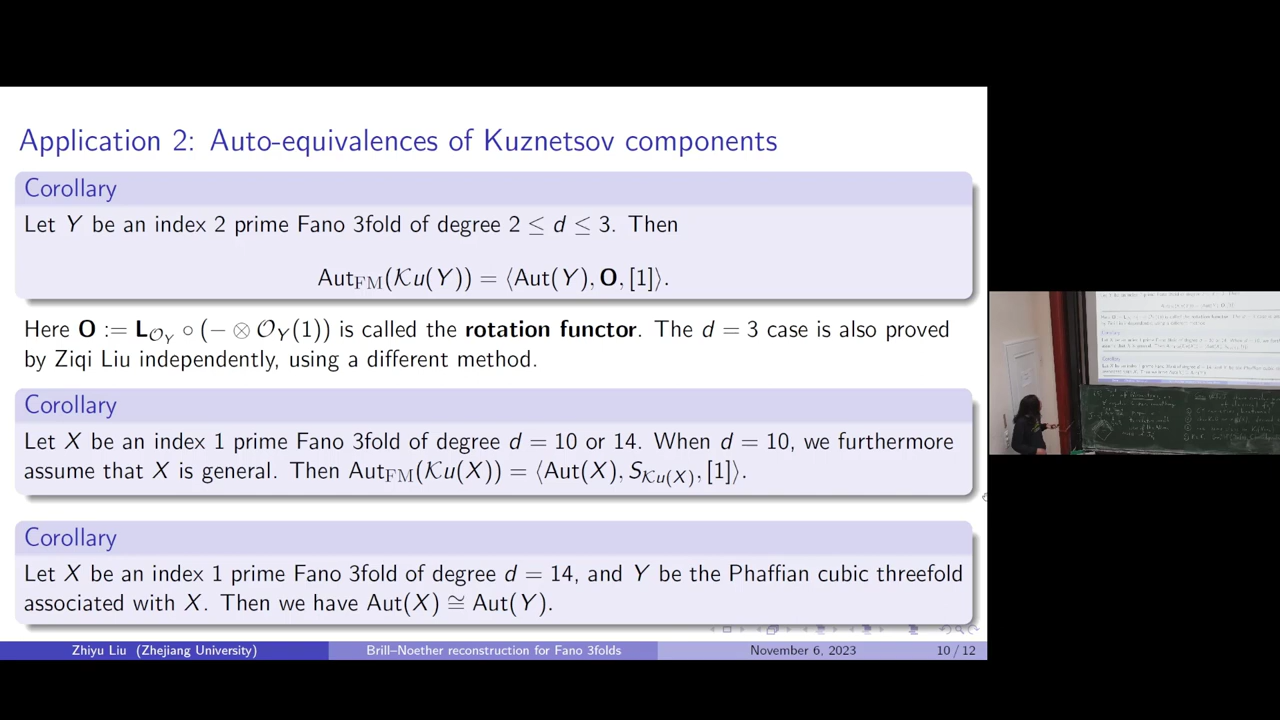 Application 2: Auto-equivalences of Kuznetsov components
Corollary
Let Y be an index 2 prime Fano 3fold of degree 2 ≤ d ≤ 3. Then
Aut_FM(𝒦u(Y)) = ⟨Aut(Y), O, [1]⟩.
Here O := L_{𝒪_Y} ∘ (− ⊗ 𝒪_Y(1)) is called the rotation functor. The d = 3 case is also proved
by Ziqi Liu independently, using a different method.
Corollary
Let X be an index 1 prime Fano 3fold of degree d = 10 or 14. When d = 10, we furthermore
assume that X is general. Then Aut_FM(𝒦u(X)) = ⟨Aut(X), S_{𝒦u(X)}, [1]⟩.
Corollary
Let X be an index 1 prime Fano 3fold of degree d = 14, and Y be the Phaffian cubic threefold
associated with X. Then we have Aut(X) ≅ Aut(Y).
Zhiyu Liu (Zhejiang University) Brill–Noether reconstruction for Fano 3folds November 6, 2023 10 / 12